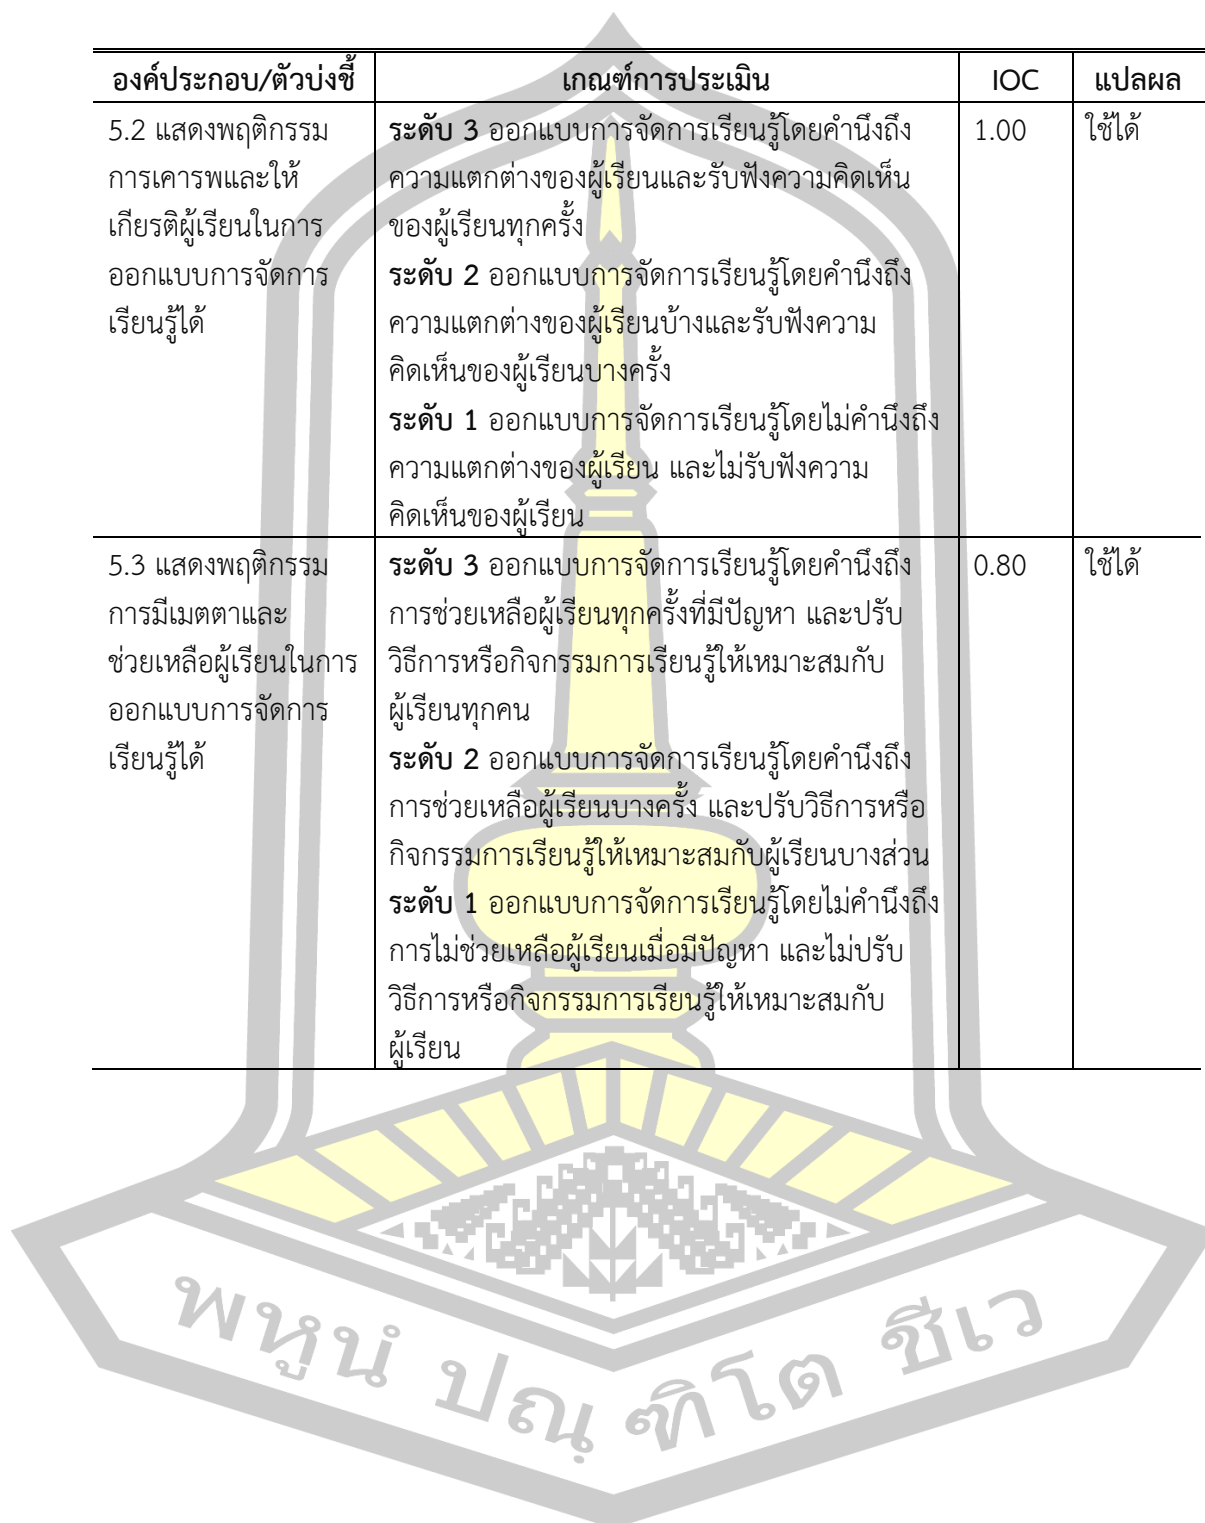 องค์ประกอบ/ตัวบ่งชี้ เกณฑ์การประเมิน IOC แปลผล
5.2 แสดงพฤติกรรม
การเคารพและให้
เกียรติผู้เรียนในการ
ออกแบบการจัดการ
เรียนรู้ได้
ระดับ 3 ออกแบบการจัดการเรียนรู้โดยคำนึงถึง
ความแตกต่างของผู้เรียนและรับฟังความคิดเห็น
ของผู้เรียนทุกครั้ง
ระดับ 2 ออกแบบการจัดการเรียนรู้โดยคำนึงถึง
ความแตกต่างของผู้เรียนบ้างและรับฟังความ
คิดเห็นของผู้เรียนบางครั้ง
ระดับ 1 ออกแบบการจัดการเรียนรู้โดยไม่คำนึงถึง
ความแตกต่างของผู้เรียน และไม่รับฟังความ
คิดเห็นของผู้เรียน
1.00
ใช้ได้
5.3 แสดงพฤติกรรม
การมีเมตตาและ
ช่วยเหลือผู้เรียนในการ
ออกแบบการจัดการ
เรียนรู้ได้
ระดับ 3 ออกแบบการจัดการเรียนรู้โดยคำนึงถึง
การช่วยเหลือผู้เรียนทุกครั้งที่มีปัญหา และปรับ
วิธีการหรือกิจกรรมการเรียนรู้ให้เหมาะสมกับ
ผู้เรียนทุกคน
ระดับ 2 ออกแบบการจัดการเรียนรู้โดยคำนึงถึง
การช่วยเหลือผู้เรียนบางครั้ง และปรับวิธีการหรือ
กิจกรรมการเรียนรู้ให้เหมาะสมกับผู้เรียนบางส่วน
ระดับ 1 ออกแบบการจัดการเรียนรู้โดยไม่คำนึงถึง
การไม่ช่วยเหลือผู้เรียนเมื่อมีปัญหา และไม่ปรับ
วิธีการหรือกิจกรรมการเรียนรู้ให้เหมาะสมกับ
ผู้เรียน
0.80
ใช้ได้
พหูนํ ปณฺ ฑิโต ชีเว